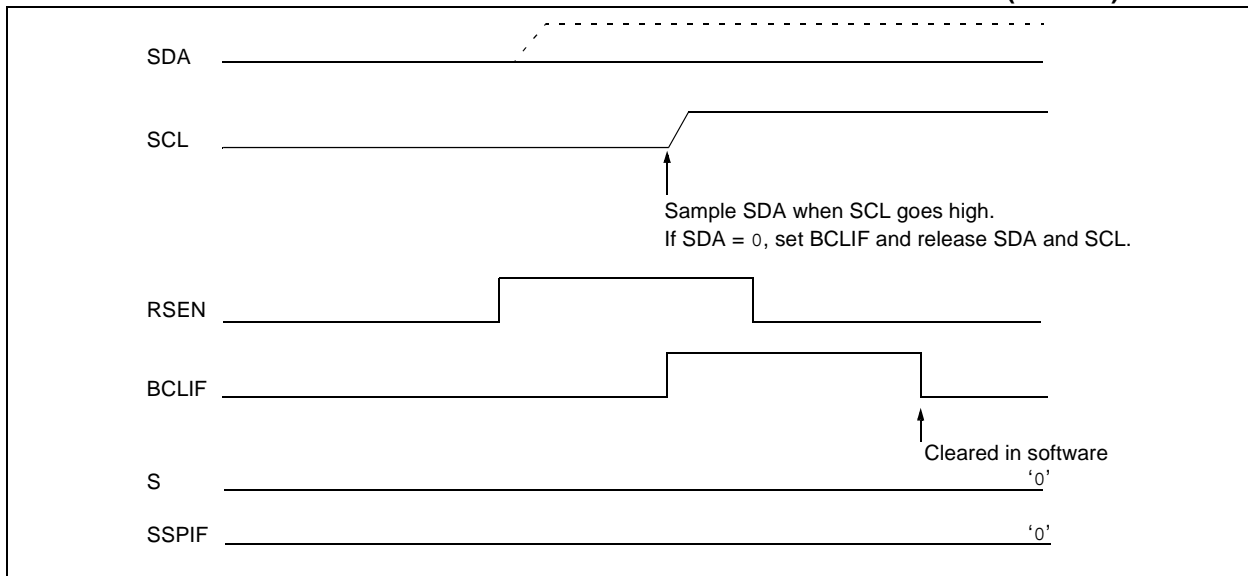 SDA
SCL
Sample SDA when SCL goes high.
If SDA = 0, set BCLIF and release SDA and SCL.
RSEN
BCLIF
Cleared in software
S
‘0’
SSPIF
‘0’